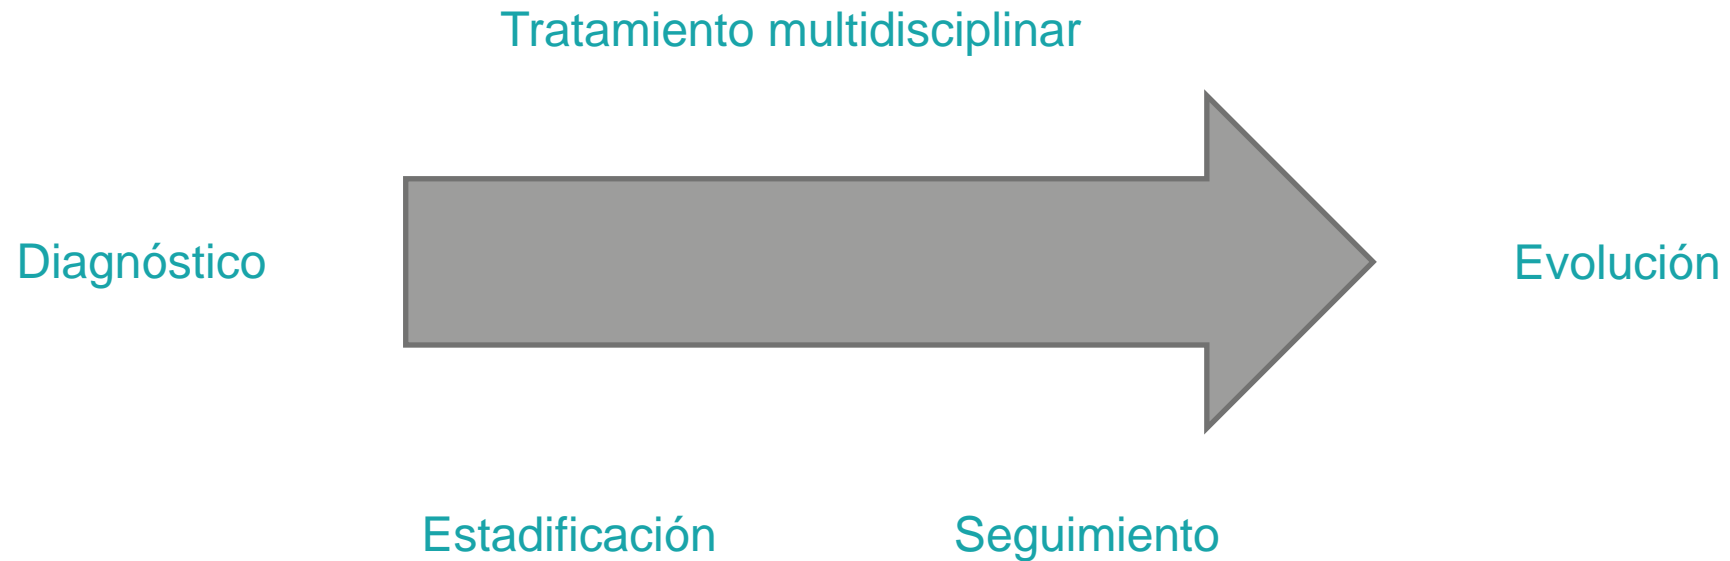 Tratamiento multidisciplinar
Diagnóstico
Evolución
Estadificación
Seguimiento